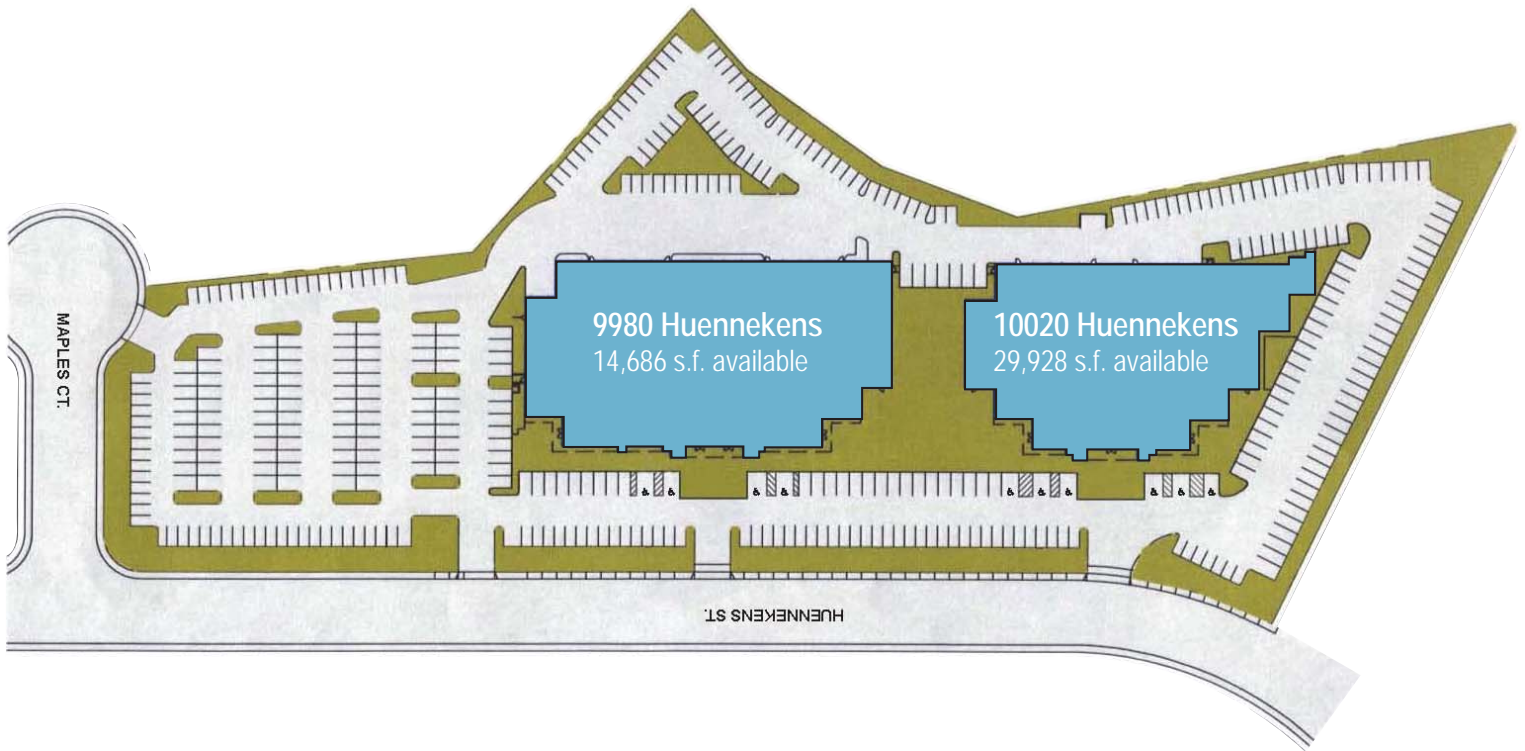 9980 Huennekens
14,686 s.f. available
10020 Huennekens
29,928 s.f. available
MAPLES CT.
HUENNEKENS ST.